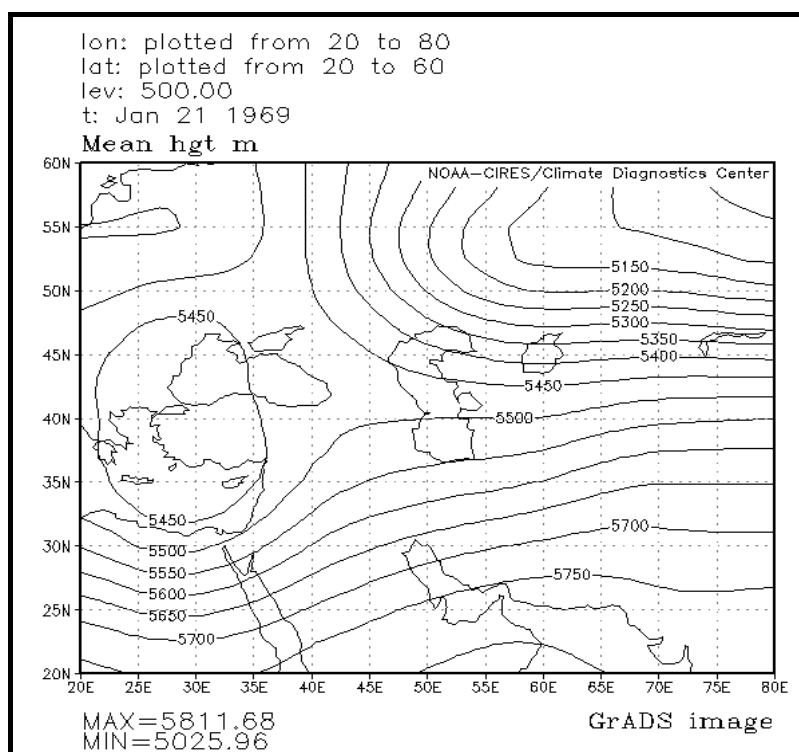 lon: plotted from 20 to 80
lat: plotted from 20 to 60
lev: 500.00
t: Jan 21 1969
Mean hgt m
60N
NOAA-CIRES/Climate Diagnostics Center
55N
5150
50N
5200
5250
5450
5300
5350
45N
5400
5450
5500
40N
35N
5450
5500
5700
30N
5550
5600
5750
25N
5650
5700
20N
20E 25E 30E 35E 40E 45E 50E 55E 60E 65E 70E 75E 80E
MAX=5811.68 GrADS image
MIN=5025.96